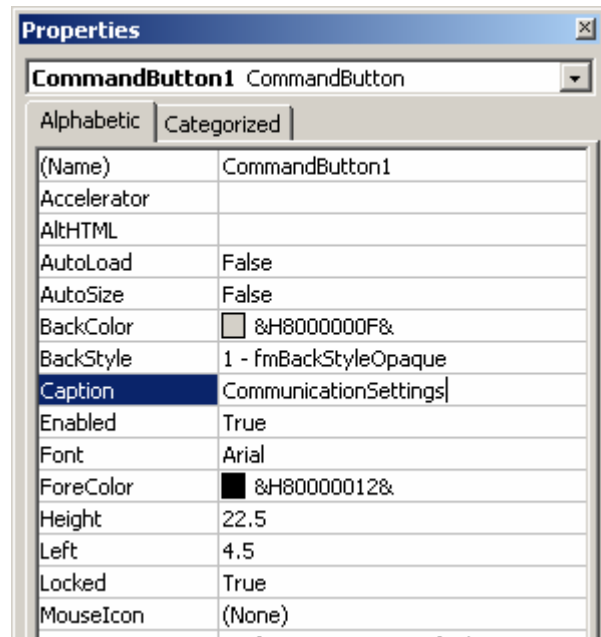 Properties
CommandButton1 CommandButton
Alphabetic Categorized
(Name) CommandButton1
Accelerator
AltHTML
AutoLoad False
AutoSize False
BackColor &H8000000F&
BackStyle 1 - fmBackStyleOpaque
Caption CommunicationSettings
Enabled True
Font Arial
ForeColor &H80000012&
Height 22.5
Left 4.5
Locked True
MouseIcon (None)